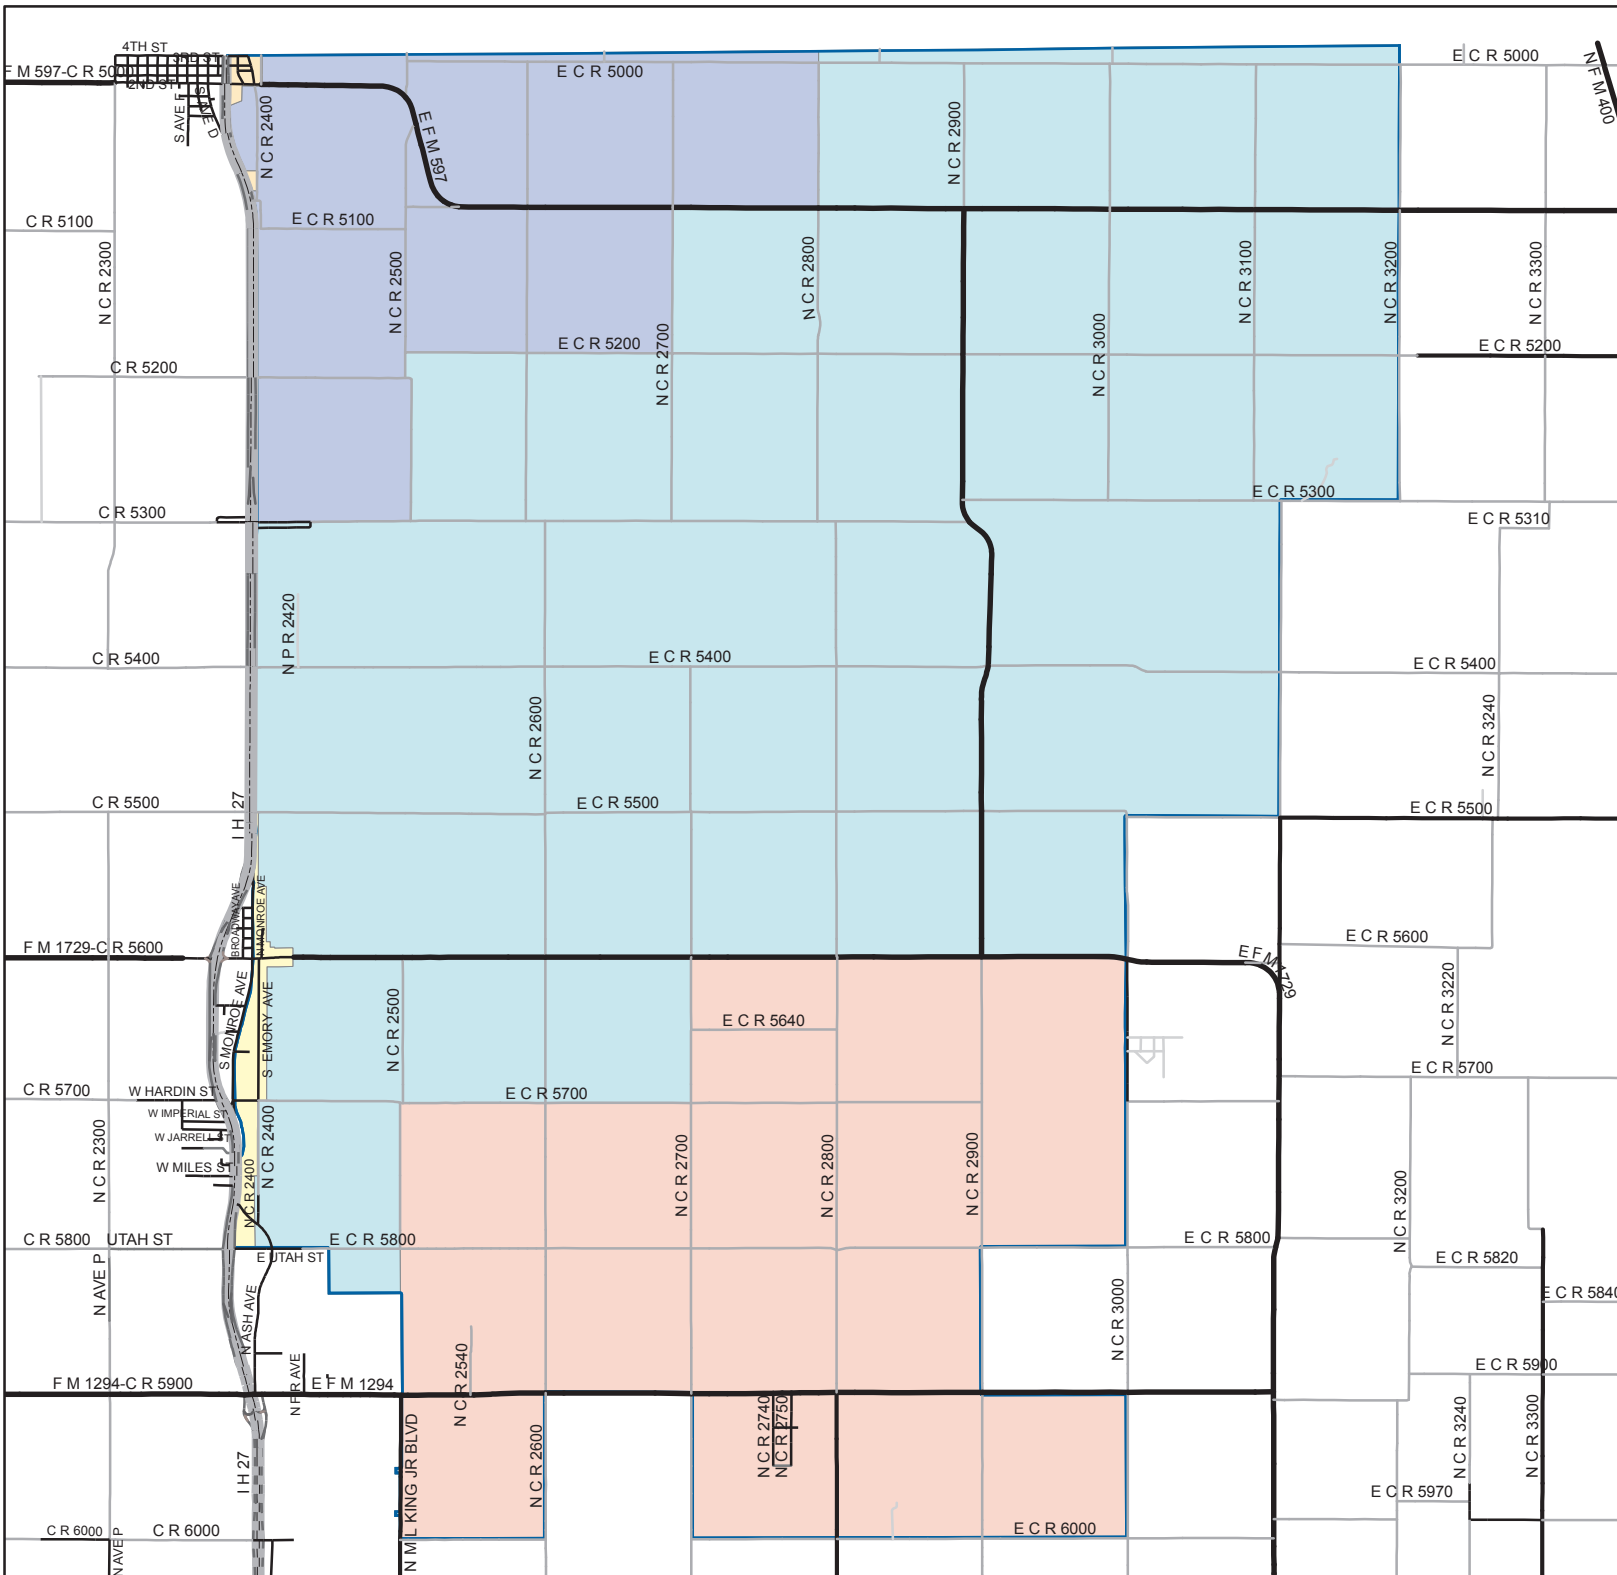 4TH ST
3RD ST
F M 597-C R 5000
2ND ST
S AVE F
S AVE D
N C R 2400
E F M 597
E C R 5000
N C R 2900
E C R 5000
N F M 400
C R 5100
E C R 5100
N C R 2300
N C R 2500
N C R 2800
N C R 3100
N C R 3200
N C R 3300
E C R 5200
N C R 2700
N C R 3000
E C R 5200
C R 5200
E C R 5300
C R 5300
E C R 5310
N P R 2420
C R 5400
E C R 5400
E C R 5400
N C R 2600
N C R 3240
C R 5500
I H 27
E C R 5500
E C R 5500
BROADWAY AVE
N MONROE AVE
F M 1729-C R 5600
E C R 5600
E F M 1729
S MONROE AVE
S EMORY AVE
N C R 2500
E C R 5640
N C R 3220
C R 5700
W HARDIN ST
E C R 5700
E C R 5700
W IMPERIAL ST
W JARRELL ST
W MILES ST
N C R 2300
N C R 2400
N C R 2400
N C R 2700
N C R 2800
N C R 2900
N C R 3200
C R 5800
UTAH ST
E C R 5800
E C R 5800
E UTAH ST
E C R 5820
N AVE P
N ASH AVE
N C R 3000
E C R 5840
N FIR AVE
N C R 2540
F M 1294-C R 5900
E F M 1294
E C R 5900
I H 27
N M L KING JR BLVD
N C R 2600
N C R 2740
N C R 2750
N C R 3240
N C R 3300
E C R 5970
C R 6000
C R 6000
E C R 6000
N AVE P